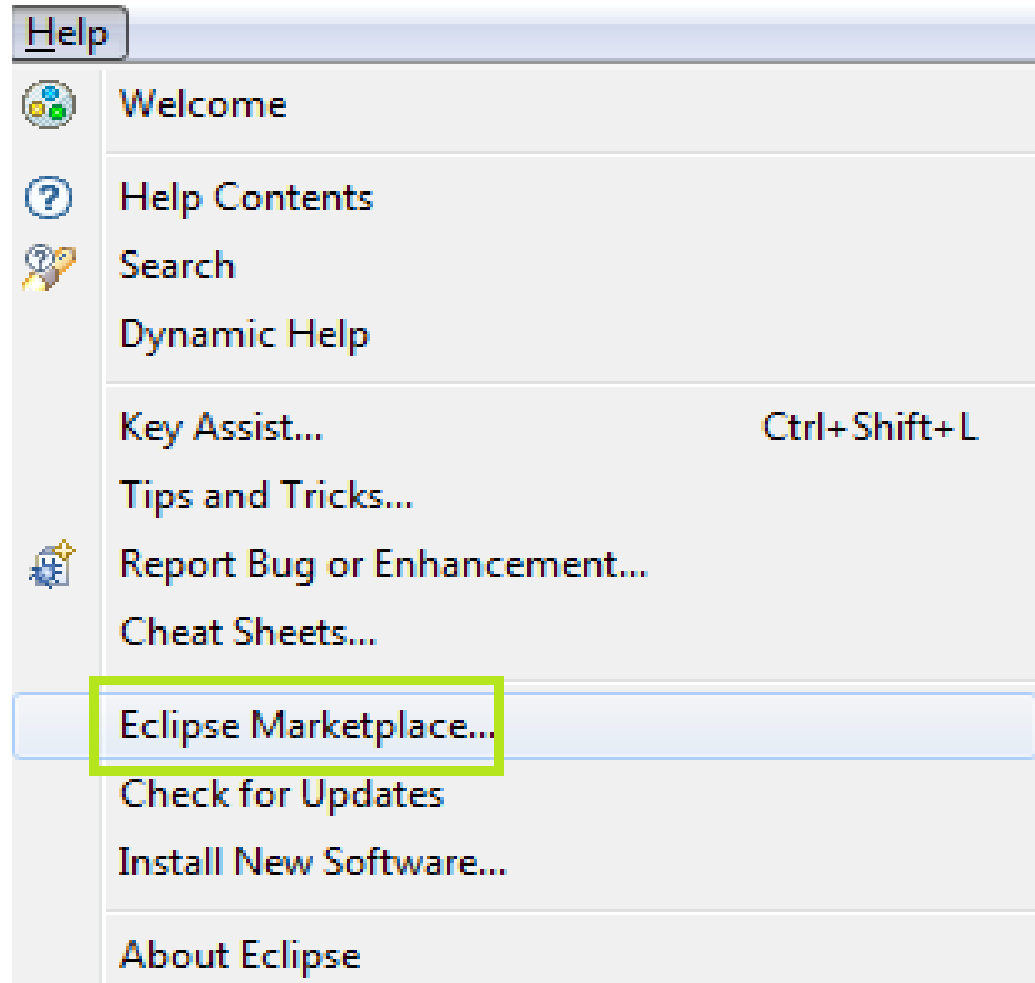 Help
Welcome
Help Contents
Search
Dynamic Help
Key Assist... Ctrl+Shift+L
Tips and Tricks...
Report Bug or Enhancement...
Cheat Sheets...
Eclipse Marketplace...
Check for Updates
Install New Software...
About Eclipse